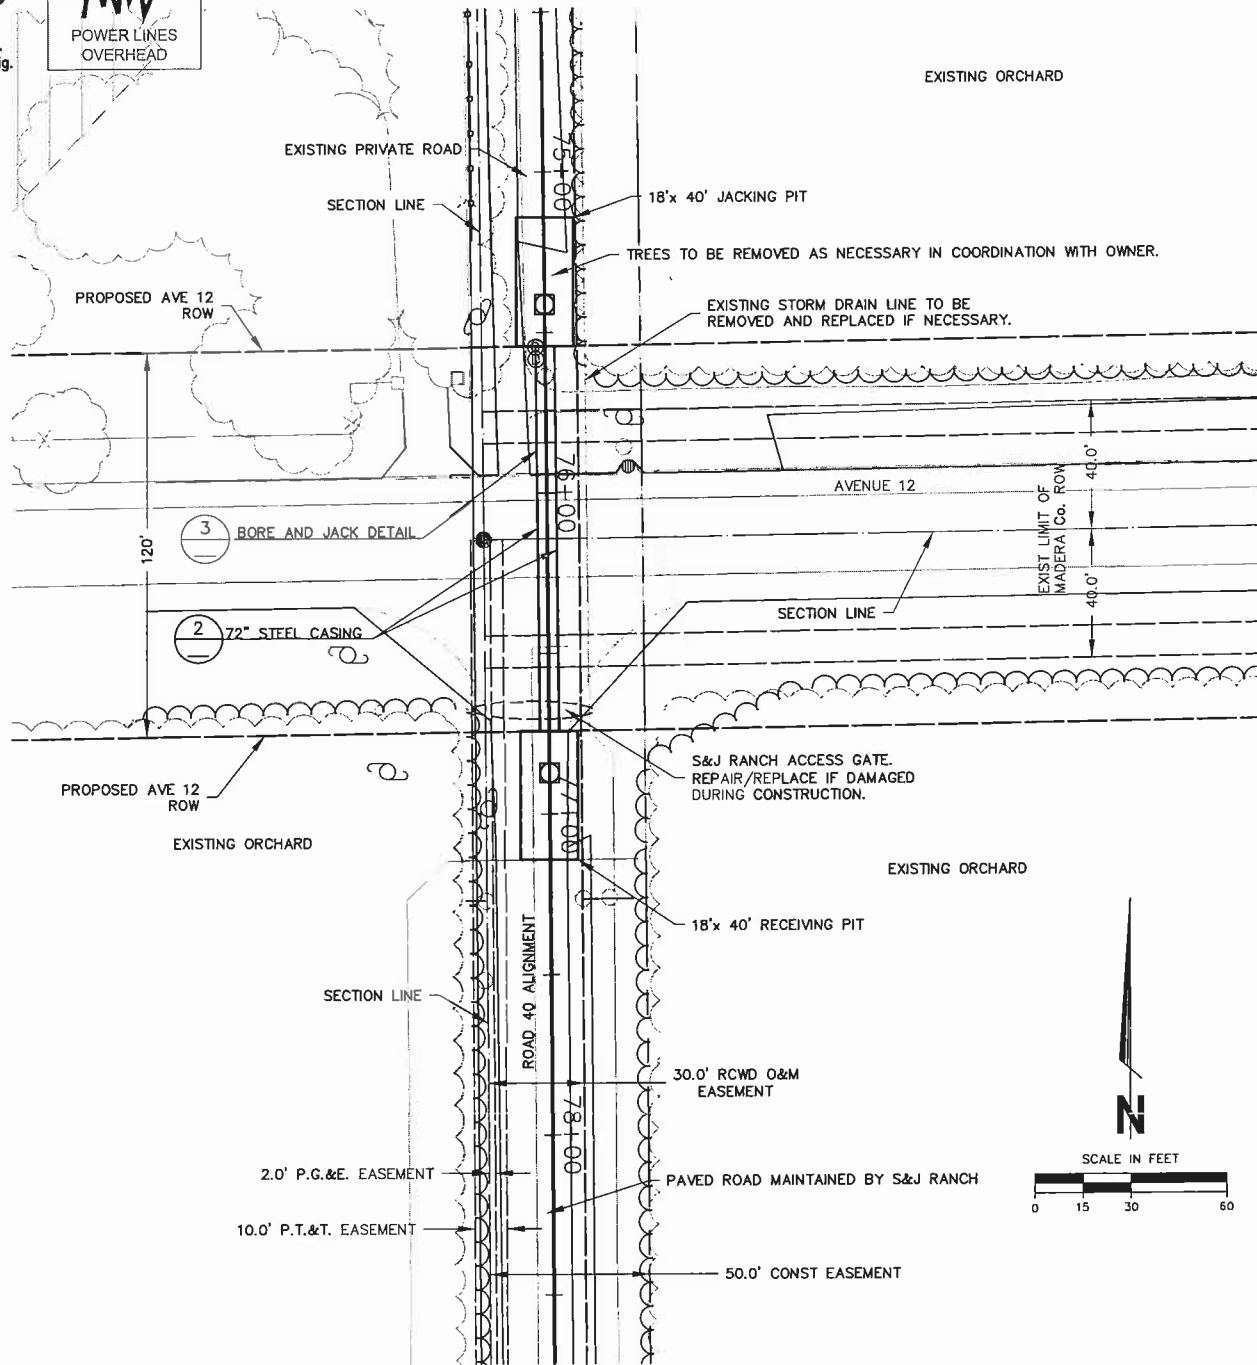 POWER LINES
OVERHEAD
ig.
EXISTING ORCHARD
EXISTING PRIVATE ROAD
75+00
18'x 40' JACKING PIT
SECTION LINE
TREES TO BE REMOVED AS NECESSARY IN COORDINATION WITH OWNER.
PROPOSED AVE 12
ROW
EXISTING STORM DRAIN LINE TO BE
REMOVED AND REPLACED IF NECESSARY.
76+00
AVENUE 12
40.0'
EXIST LIMIT OF
MADERA Co. ROW
40.0'
3
BORE AND JACK DETAIL
120'
SECTION LINE
2
72" STEEL CASING
S&J RANCH ACCESS GATE.
REPAIR/REPLACE IF DAMAGED
DURING CONSTRUCTION.
PROPOSED AVE 12
ROW
77+00
EXISTING ORCHARD
EXISTING ORCHARD
18'x 40' RECEIVING PIT
ROAD 40 ALIGNMENT
SECTION LINE
30.0' RCWD O&M
EASEMENT
78+00
N
2.0' P.G.&E. EASEMENT
PAVED ROAD MAINTAINED BY S&J RANCH
SCALE IN FEET
0 15 30 60
10.0' P.T.&T. EASEMENT
50.0' CONST EASEMENT